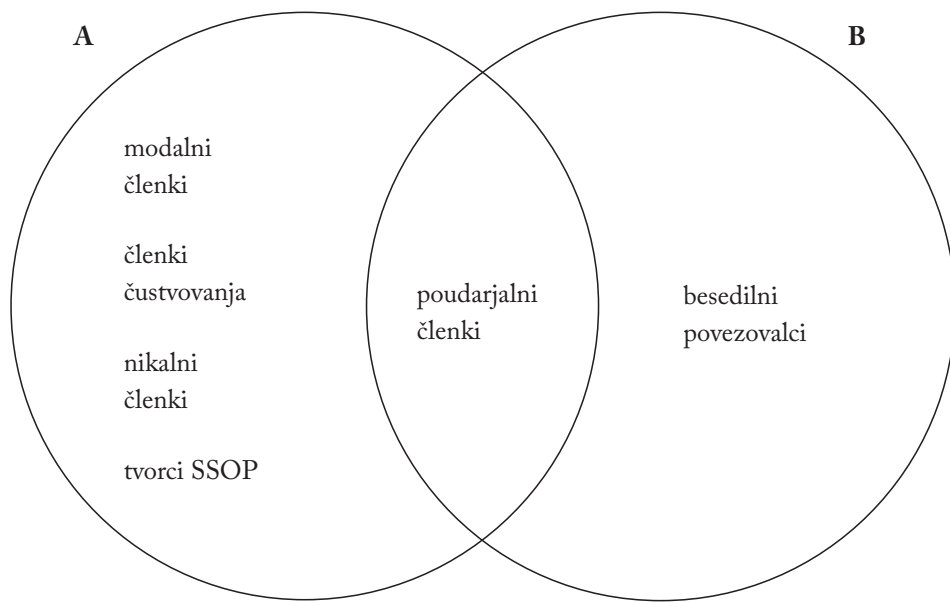 A
B
modalni
členki
členki
čustvovanja
nikalni
členki
tvorci SSOP
poudarjalni
členki
besedilni
povezovalci